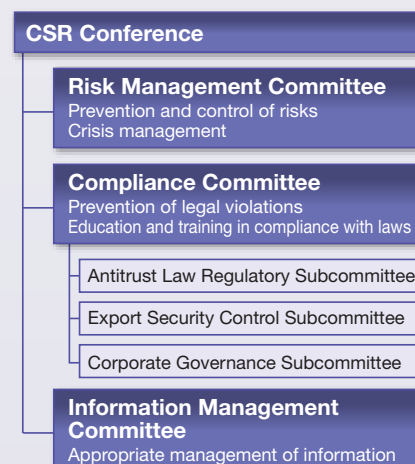 CSR Conference
Risk Management Committee
Prevention and control of risks
Crisis management
Compliance Committee
Prevention of legal violations
Education and training in compliance with laws
Antitrust Law Regulatory Subcommittee
Export Security Control Subcommittee
Corporate Governance Subcommittee
Information Management
Committee
Appropriate management of information